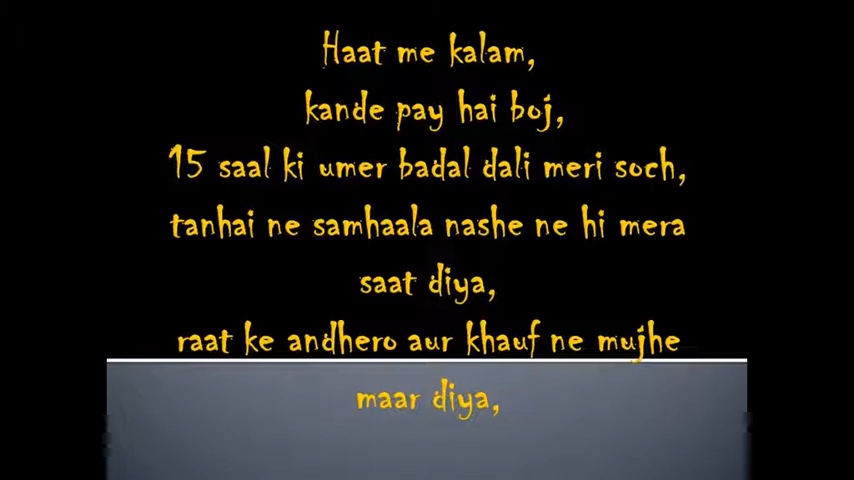 Haat me kalam,
kande pay hai boj,
15 saal ki umer badal dali meri soch,
tanhai ne samhaala nashe ne hi mera
saat diya,
raat ke andhero aur khauf ne mujhe
maar diya,